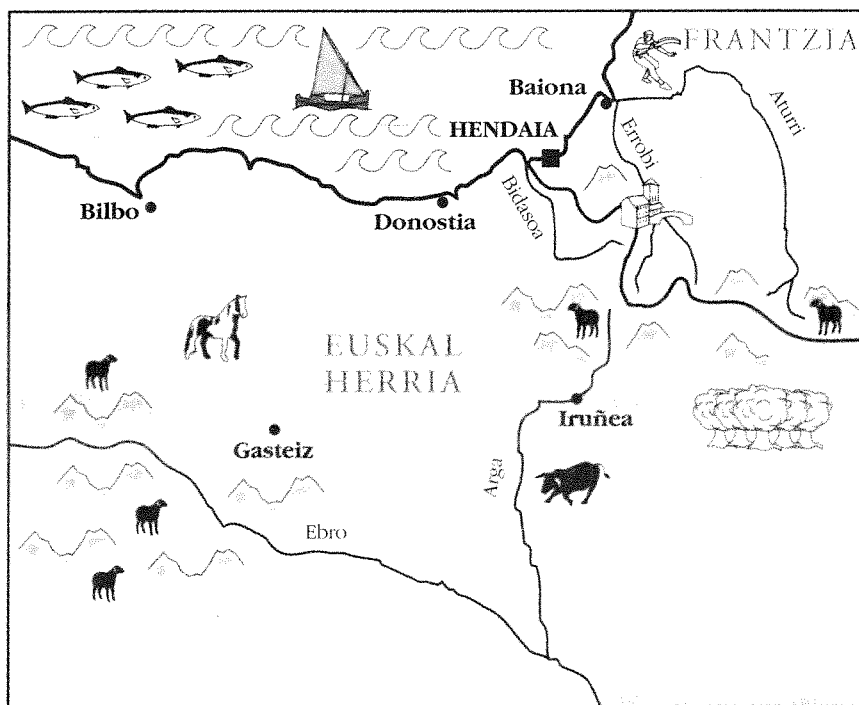 FRANTZIA
Baiona
HENDAIA
Errobi
Aturri
Bilbo
Donostia
Bidasoa
EUSKAL
HERRIA
Gasteiz
Iruñea
Arga
Ebro